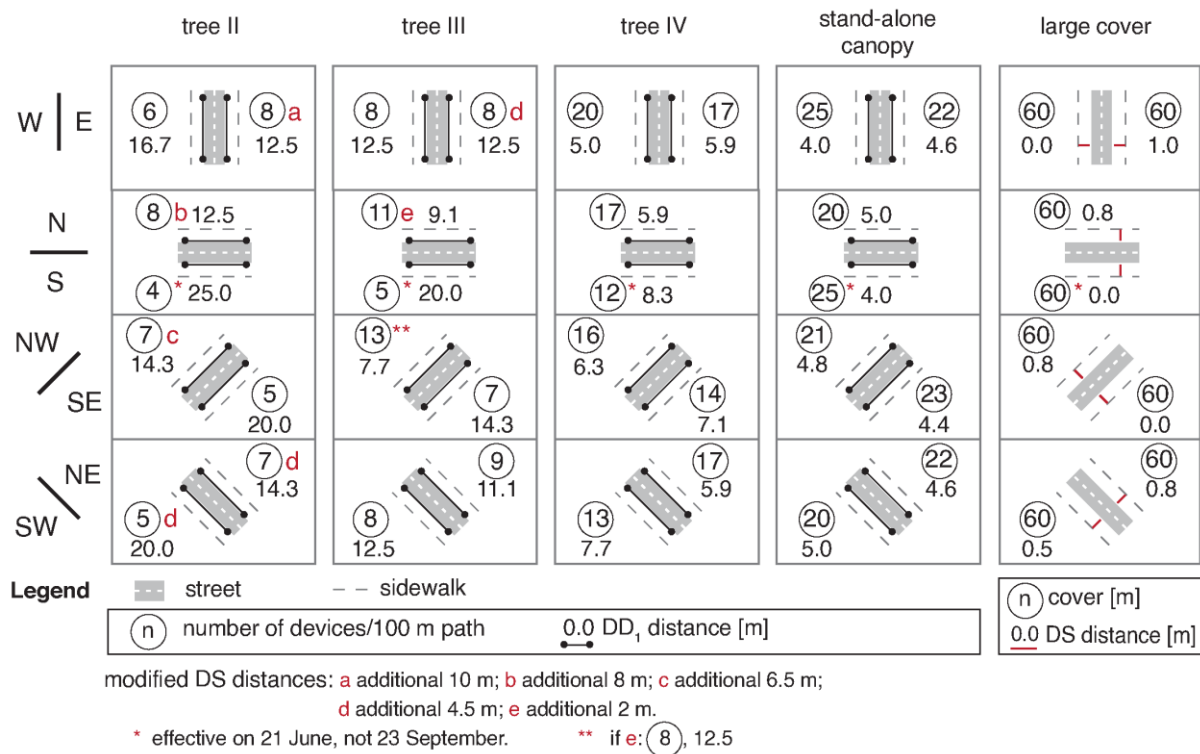 tree II tree III tree IV stand-alone canopy large cover
W E
6 8 a 8 8 d 20 17 25 22 60 60
16.7 12.5 12.5 12.5 5.0 5.9 4.0 4.6 0.0 1.0
N
8 b 12.5 11 e 9.1 17 5.9 20 5.0 60 0.8
S
4 * 25.0 5 * 20.0 12 * 8.3 25 * 4.0 60 * 0.0
NW
7 c 13 ** 16 21 60
14.3 7.7 6.3 4.8 0.8
SE
5 7 14 23 60
20.0 14.3 7.1 4.4 0.0
NE
7 d 9 17 22 60
14.3 11.1 5.9 4.6 0.8
SW
5 d 8 13 20 60
20.0 12.5 7.7 5.0 0.5
Legend street sidewalk
n number of devices/100 m path 0.0 DD1 distance [m]
n cover [m]
0.0 DS distance [m]
modified DS distances: a additional 10 m; b additional 8 m; c additional 6.5 m;
d additional 4.5 m; e additional 2 m.
* effective on 21 June, not 23 September. ** if e: 8, 12.5